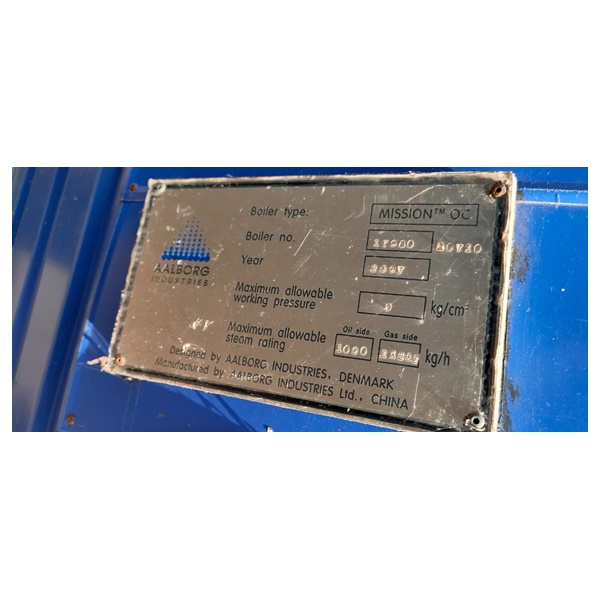 AALBORG
INDUSTRIES
Boiler type: MISSION™ OC
Boiler no.
Year
Maximum allowable
working pressure kg/cm²
Oil side Gas side
Maximum allowable
steam rating 1000 kg/h
Designed by AALBORG INDUSTRIES, DENMARK
Manufactured by AALBORG INDUSTRIES Ltd., CHINA